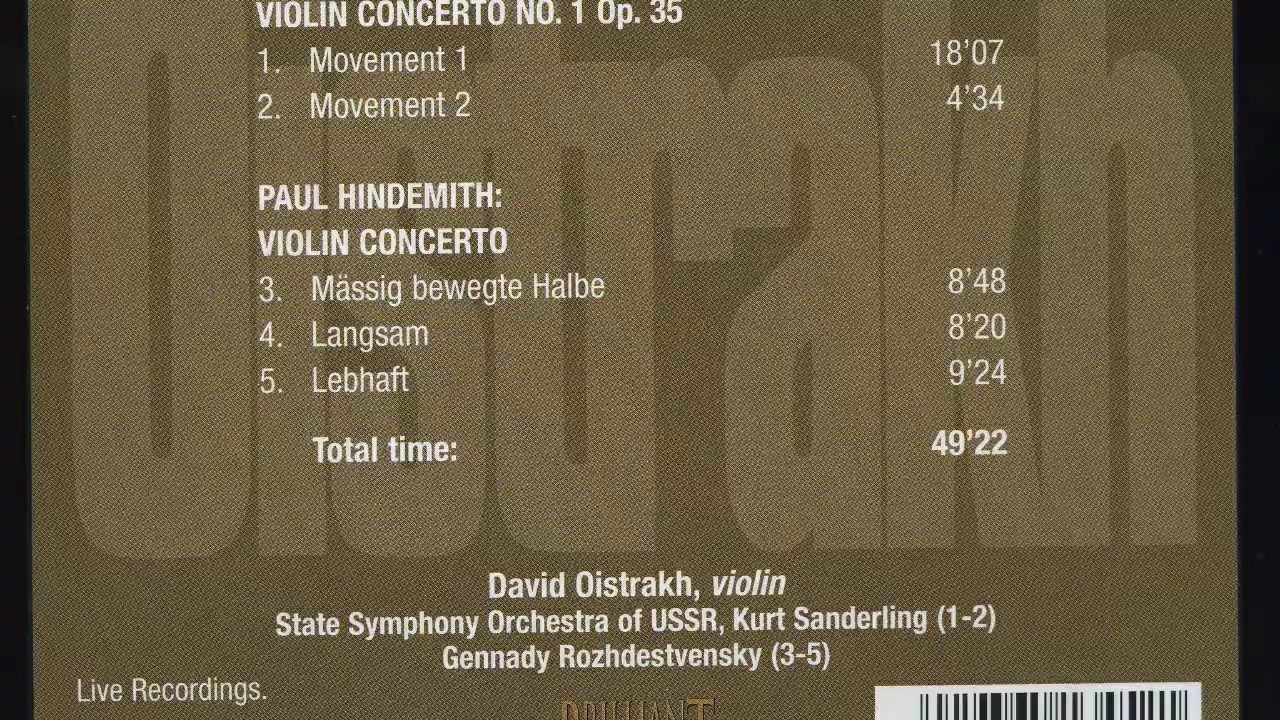 VIOLIN CONCERTO NO. 1 Op. 35
1. Movement 1 18’07
2. Movement 2 4’34
PAUL HINDEMITH:
VIOLIN CONCERTO
3. Mässig bewegte Halbe 8’48
4. Langsam 8’20
5. Lebhaft 9’24
Total time: 49’22
Oistrakh
David Oistrakh, violin
State Symphony Orchestra of USSR, Kurt Sanderling (1-2)
Gennady Rozhdestvensky (3-5)
Live Recordings.
BRILLIANT